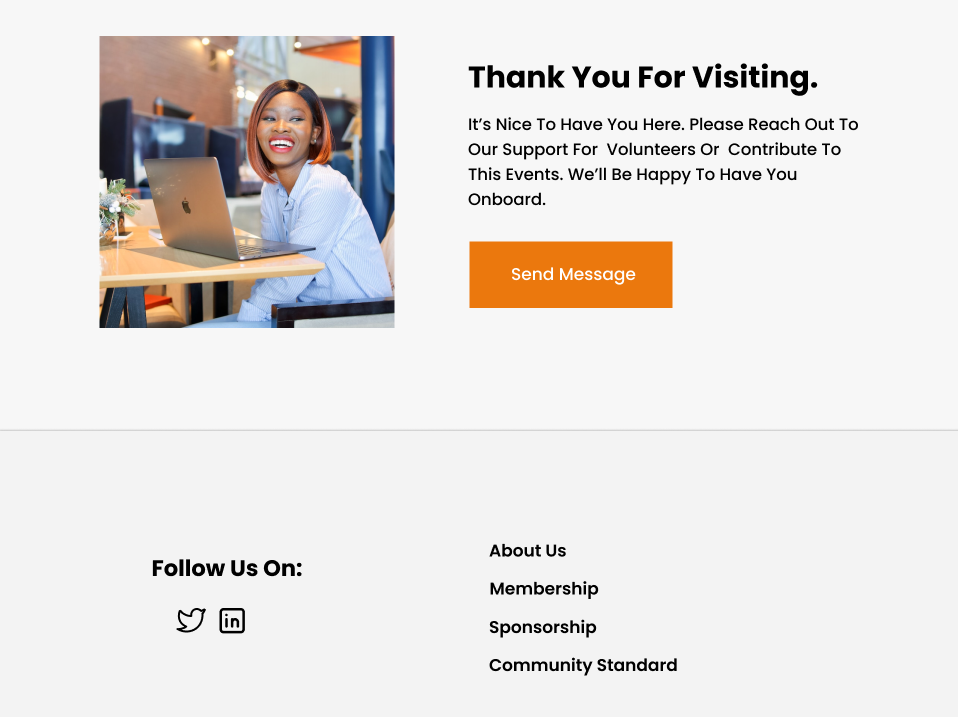 Thank You For Visiting.
It’s Nice To Have You Here. Please Reach Out To
Our Support For  Volunteers Or  Contribute To
This Events. We’ll Be Happy To Have You
Onboard.
Send Message
Follow Us On:
in
About Us
Membership
Sponsorship
Community Standard